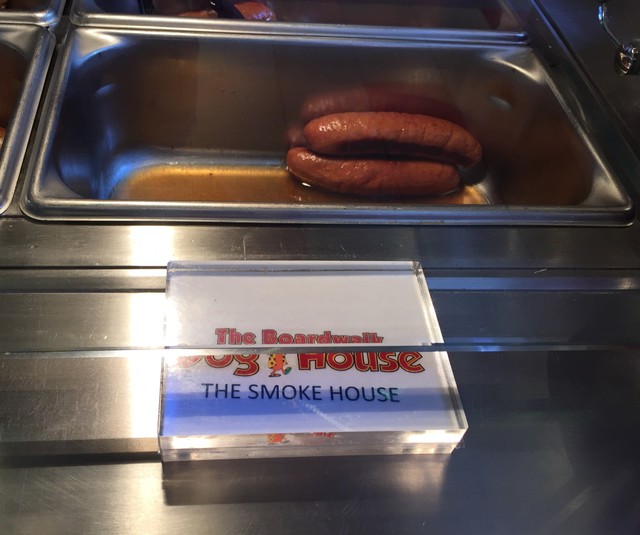 The Boardwalk
Dog House
THE SMOKE HOUSE